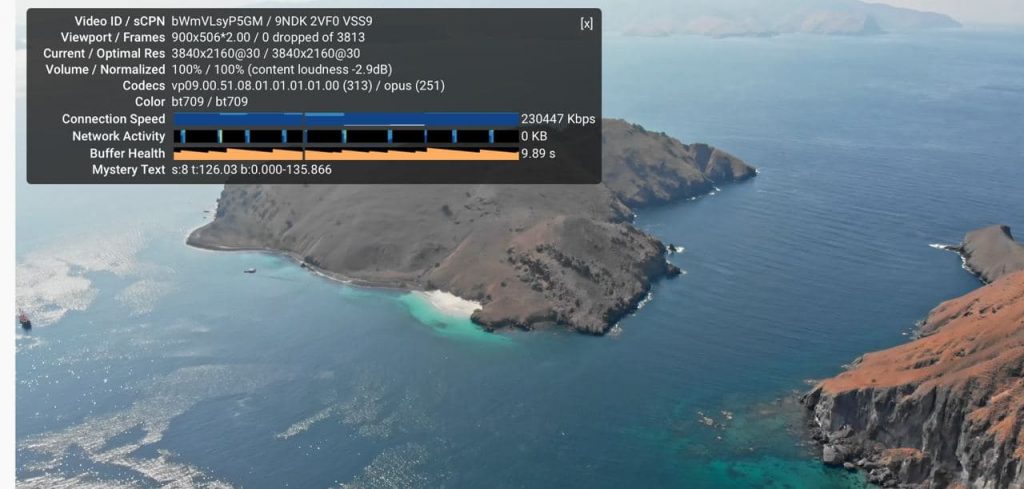 Video ID / sCPN bWmVLsyP5GM / 9NDK 2VF0 VSS9 [x]
Viewport / Frames 900x506*2.00 / 0 dropped of 3813
Current / Optimal Res 3840x2160@30 / 3840x2160@30
Volume / Normalized 100% / 100% (content loudness -2.9dB)
Codecs vp09.00.51.08.01.01.01.01.00 (313) / opus (251)
Color bt709 / bt709
Connection Speed 230447 Kbps
Network Activity 0 KB
Buffer Health 9.89 s
Mystery Text s:8 t:126.03 b:0.000-135.866